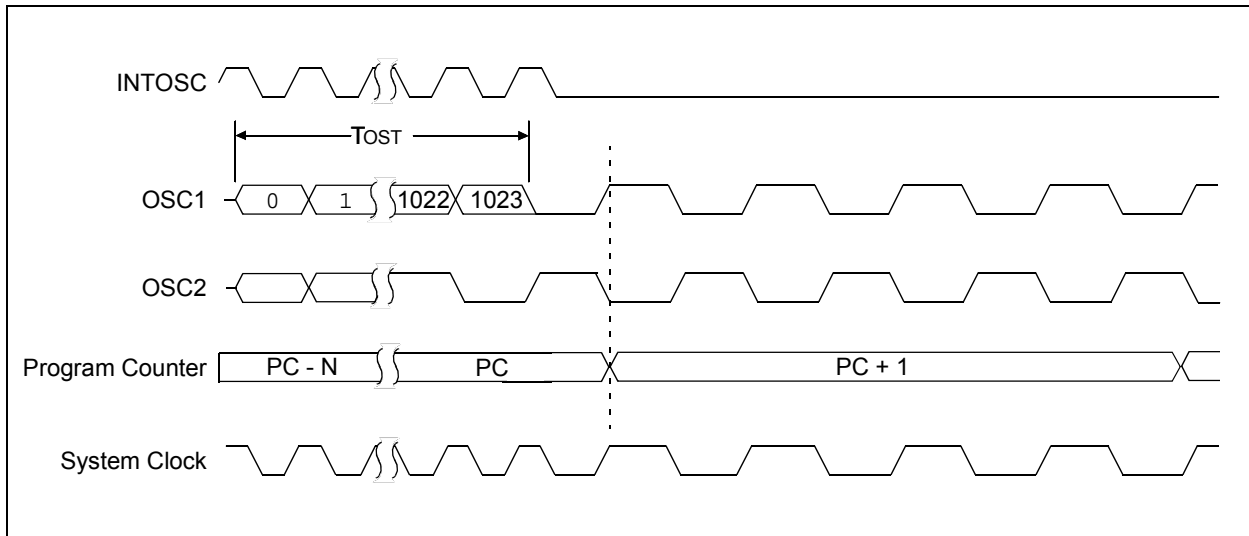 INTOSC
TOST
OSC1 0 1 1022 1023
OSC2
Program Counter PC - N PC PC + 1
System Clock